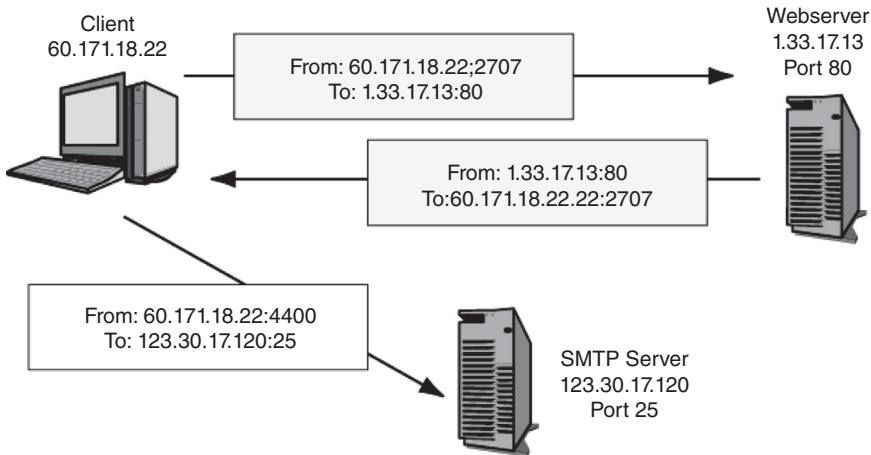 Client
60.171.18.22
Webserver
1.33.17.13
Port 80
From: 60.171.18.22;2707
To: 1.33.17.13:80
From: 1.33.17.13:80
To:60.171.18.22.22:2707
From: 60.171.18.22:4400
To: 123.30.17.120:25
SMTP Server
123.30.17.120
Port 25